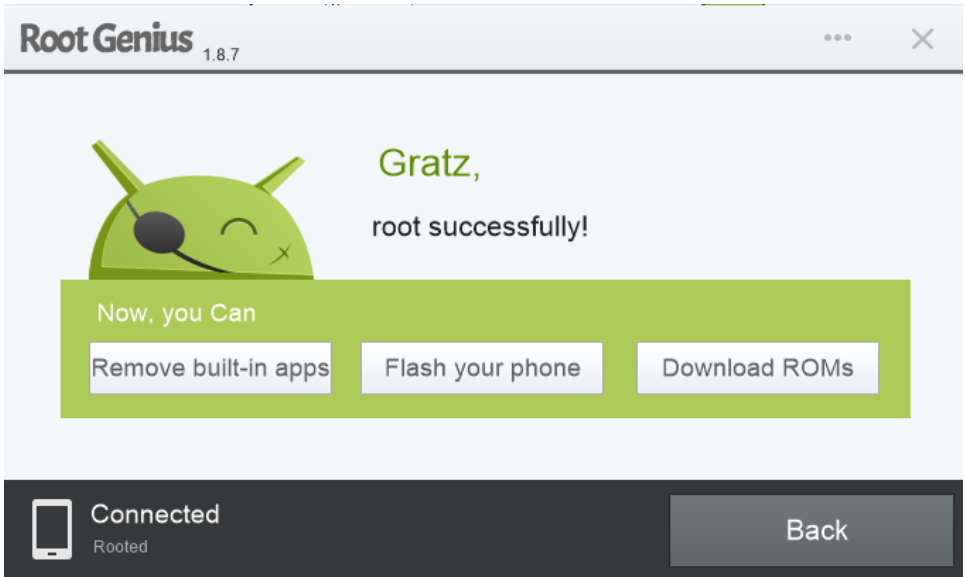 Root Genius 1.8.7
Gratz,
root successfully!
Now, you Can
Remove built-in apps
Flash your phone
Download ROMs
Connected
Rooted
Back